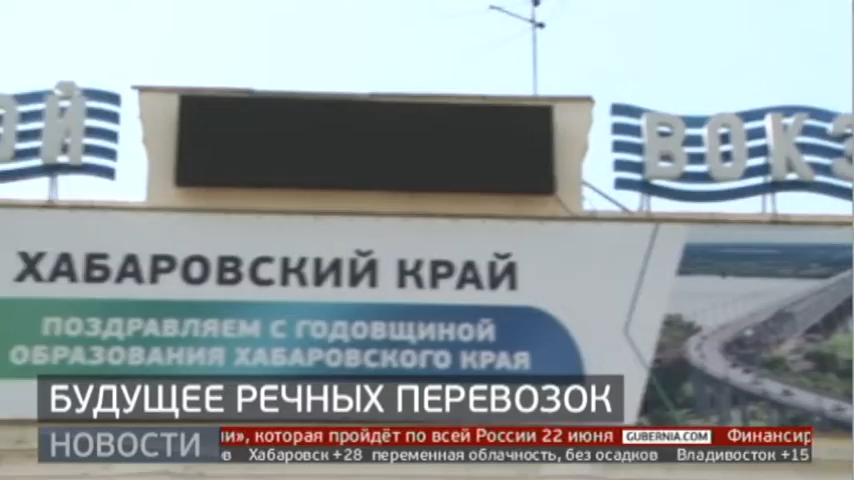 ОЙ ВОКЗ
ХАБАРОВСКИЙ КРАЙ
ПОЗДРАВЛЯЕМ С ГОДОВЩИНОЙ
ОБРАЗОВАНИЯ ХАБАРОВСКОГО КРАЯ
БУДУЩЕЕ РЕЧНЫХ ПЕРЕВОЗОК
НОВОСТИ
и», которая пройдёт по всей России 22 июня GUBERNIA.COM Финансир
в Хабаровск +28 переменная облачность, без осадков Владивосток +15